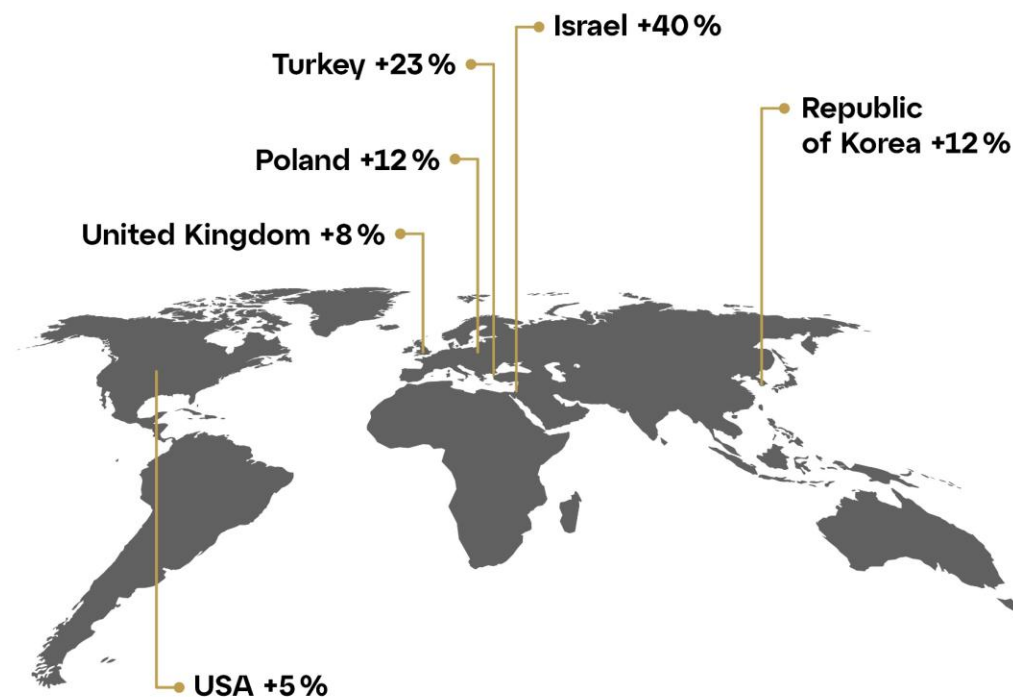 Israel +40 %
Turkey +23 %
Republic
of Korea +12 %
Poland +12 %
United Kingdom +8 %
USA +5 %